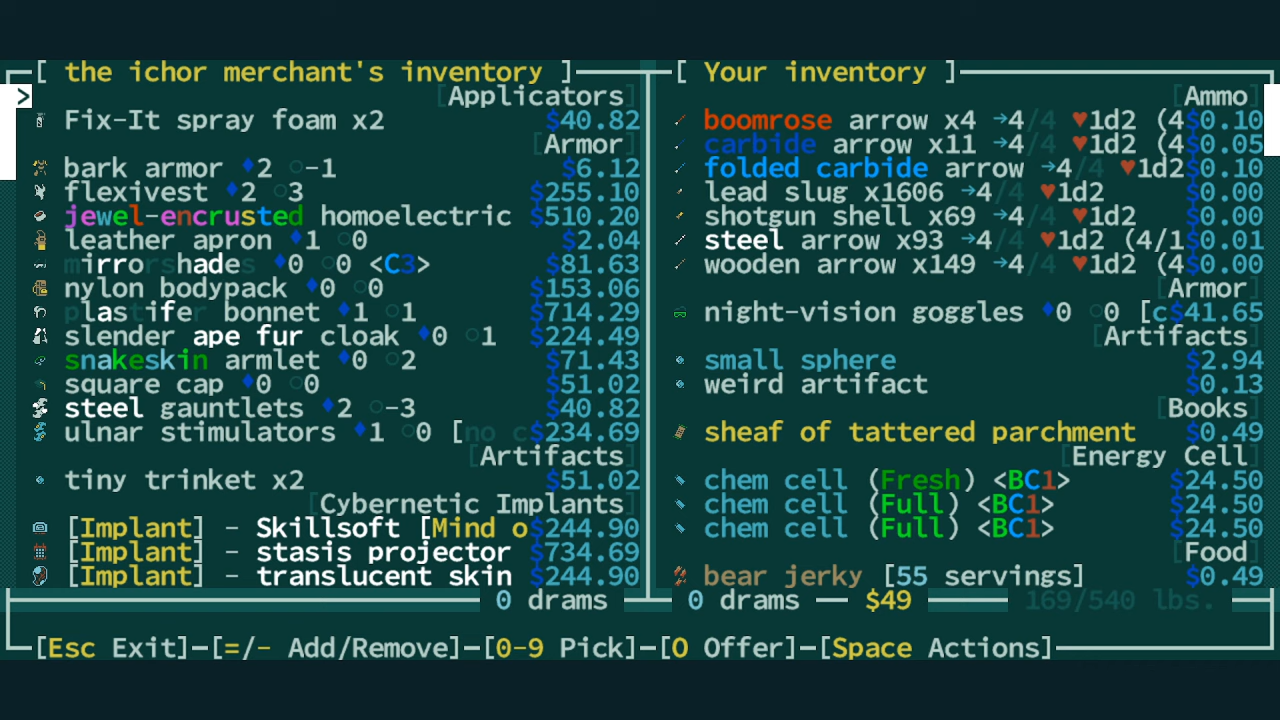 [ the ichor merchant's inventory ]
>
[Applicators]
Fix-It spray foam x2 $40.82
[Armor]
bark armor ♦2 ○-1 $6.12
flexivest ♦2 ○3 $255.10
jewel-encrusted homoelectric $510.20
leather apron ♦1 ○0 $2.04
mirrorshades ♦0 ○0 <C3> $81.63
nylon bodypack ♦0 ○0 $153.06
plastifer bonnet ♦1 ○1 $714.29
slender ape fur cloak ♦0 ○1 $224.49
snakeskin armlet ♦0 ○2 $71.43
square cap ♦0 ○0 $51.02
steel gauntlets ♦2 ○-3 $40.82
ulnar stimulators ♦1 ○0 [no c$234.69
[Artifacts]
tiny trinket x2 $51.02
[Cybernetic Implants]
[Implant] - Skillsoft [Mind o$244.90
[Implant] - stasis projector $734.69
[Implant] - translucent skin $244.90
0 drams
[ Your inventory ]
[Ammo]
boomrose arrow x4 →4/4 ♥1d2 (4$0.10
carbide arrow x11 →4/4 ♥1d2 (4$0.05
folded carbide arrow →4/4 ♥1d2$0.10
lead slug x1606 →4/4 ♥1d2 $0.00
shotgun shell x69 →4/4 ♥1d2 $0.00
steel arrow x93 →4/4 ♥1d2 (4/1$0.01
wooden arrow x149 →4/4 ♥1d2 (4$0.00
[Armor]
night-vision goggles ♦0 ○0 [c$41.65
[Artifacts]
small sphere $2.94
weird artifact $0.13
[Books]
sheaf of tattered parchment $0.49
[Energy Cell]
chem cell (Fresh) <BC1> $24.50
chem cell (Full) <BC1> $24.50
chem cell (Full) <BC1> $24.50
[Food]
bear jerky [55 servings] $0.49
0 drams — $49 169/540 lbs.
[Esc Exit]—[=/- Add/Remove]—[0-9 Pick]—[O Offer]—[Space Actions]